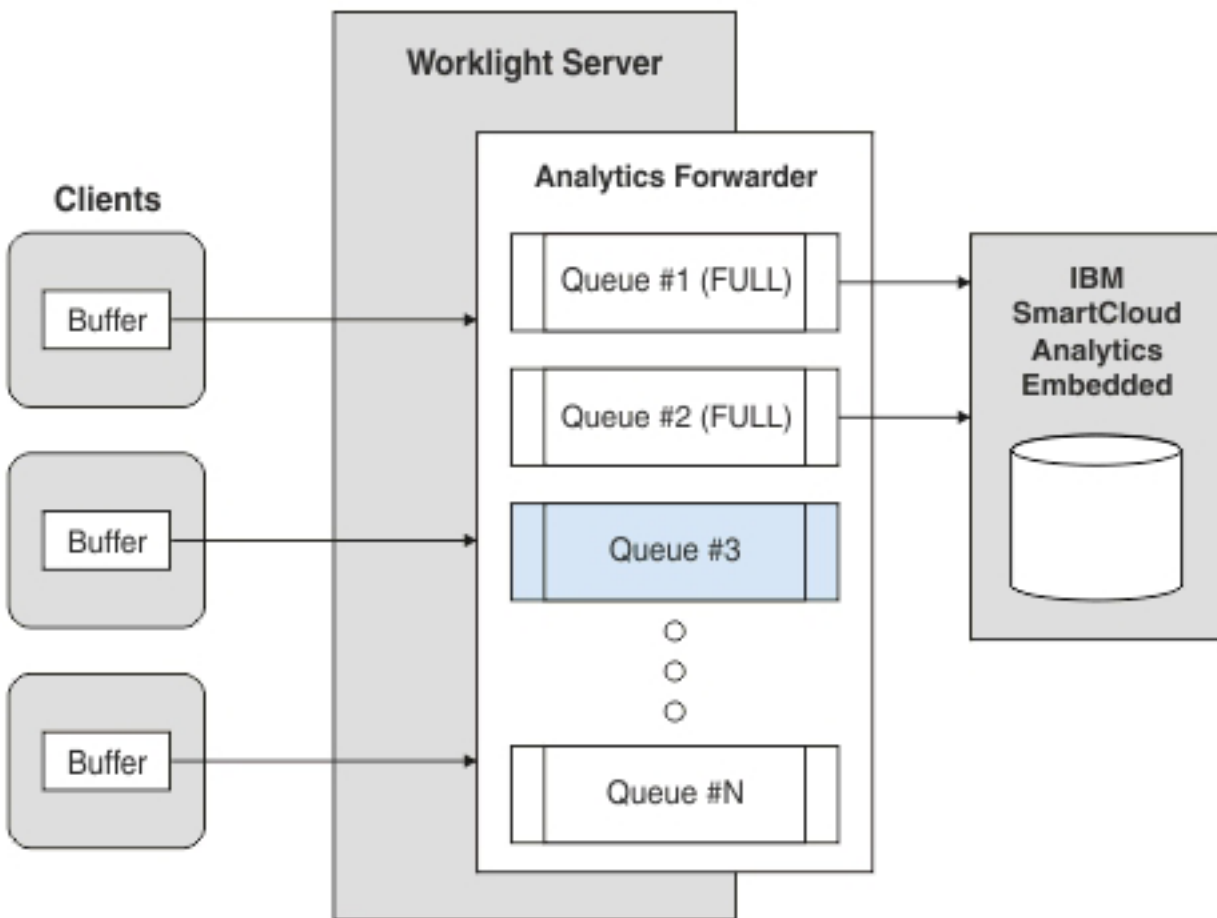 Worklight Server
Analytics Forwarder
Clients
Buffer
Buffer
Buffer
Queue #1 (FULL)
Queue #2 (FULL)
Queue #3
Queue #N
IBM
SmartCloud
Analytics
Embedded